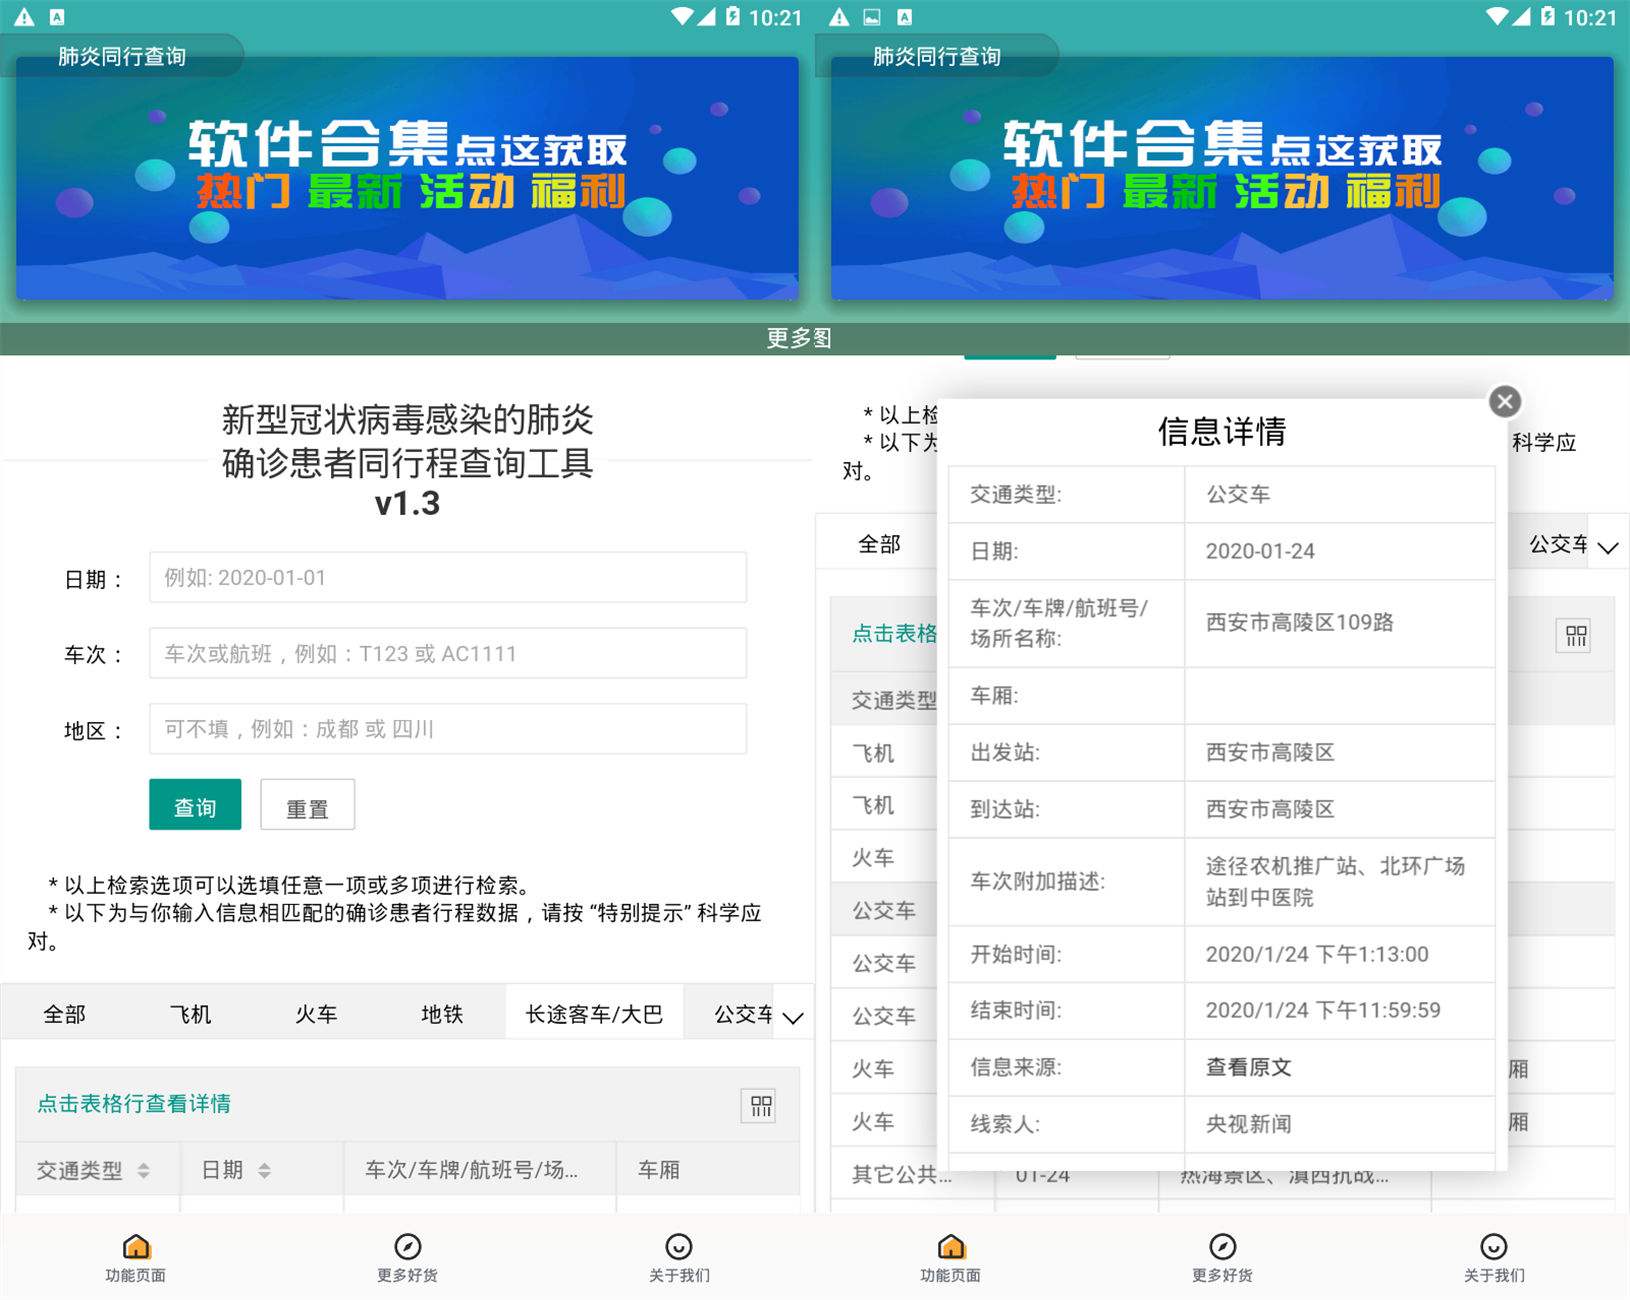 10:21
肺炎同行查询
软件合集点这获取
热门 最新 活动 福利
新型冠状病毒感染的肺炎
确诊患者同行程查询工具
v1.3
日期：
例如: 2020-01-01
车次：
车次或航班，例如：T123 或 AC1111
地区：
可不填，例如：成都 或 四川
查询
重置
* 以上检索选项可以选填任意一项或多项进行检索。
* 以下为与你输入信息相匹配的确诊患者行程数据，请按 “特别提示” 科学应
对。
全部
飞机
火车
地铁
长途客车/大巴
公交车
点击表格行查看详情
交通类型
日期
车次/车牌/航班号/场...
车厢
功能页面
更多好货
关于我们
更多图
10:21
肺炎同行查询
软件合集点这获取
热门 最新 活动 福利
* 以上检
* 以下为
科学应
对。
全部
公交车
点击表格
交通类型
飞机
飞机
火车
公交车
公交车
公交车
火车
厢
火车
厢
其它公共...
01-24
热海景区、滇西抗战...
信息详情
交通类型:
公交车
日期:
2020-01-24
车次/车牌/航班号/
场所名称:
西安市高陵区109路
车厢:
出发站:
西安市高陵区
到达站:
西安市高陵区
车次附加描述:
途径农机推广站、北环广场
站到中医院
开始时间:
2020/1/24 下午1:13:00
结束时间:
2020/1/24 下午11:59:59
信息来源:
查看原文
线索人:
央视新闻
功能页面
更多好货
关于我们